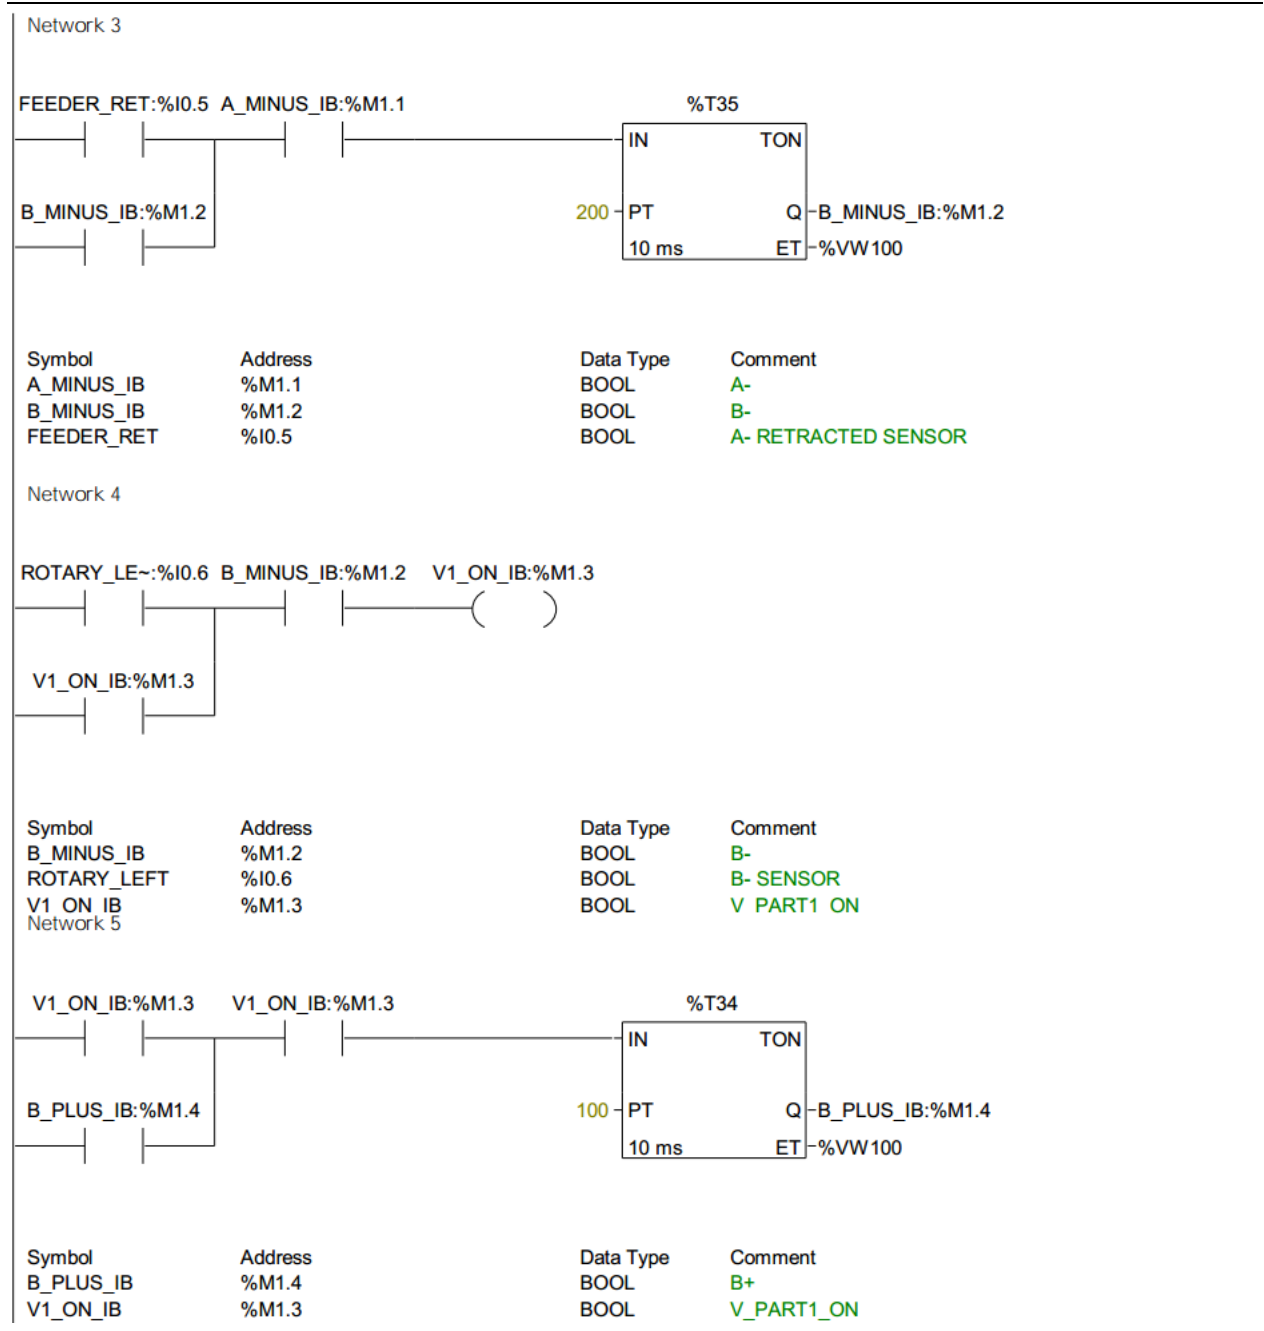 Network 3
FEEDER_RET:%I0.5 A_MINUS_IB:%M1.1 %T35
IN TON
B_MINUS_IB:%M1.2 200 PT Q B_MINUS_IB:%M1.2
10 ms ET %VW100
Symbol Address Data Type Comment
A_MINUS_IB %M1.1 BOOL A-
B_MINUS_IB %M1.2 BOOL B-
FEEDER_RET %I0.5 BOOL A- RETRACTED SENSOR
Network 4
ROTARY_LE~:%I0.6 B_MINUS_IB:%M1.2 V1_ON_IB:%M1.3
V1_ON_IB:%M1.3
Symbol Address Data Type Comment
B_MINUS_IB %M1.2 BOOL B-
ROTARY_LEFT %I0.6 BOOL B- SENSOR
V1_ON_IB %M1.3 BOOL V_PART1_ON
Network 5
V1_ON_IB:%M1.3 V1_ON_IB:%M1.3 %T34
IN TON
B_PLUS_IB:%M1.4 100 PT Q B_PLUS_IB:%M1.4
10 ms ET %VW100
Symbol Address Data Type Comment
B_PLUS_IB %M1.4 BOOL B+
V1_ON_IB %M1.3 BOOL V_PART1_ON